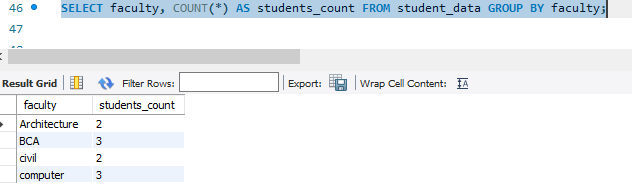 46 SELECT faculty, COUNT(*) AS students_count FROM student_data GROUP BY faculty;
47
Result Grid Filter Rows: Export: Wrap Cell Content: IA
faculty students_count
Architecture 2
BCA 3
civil 2
computer 3